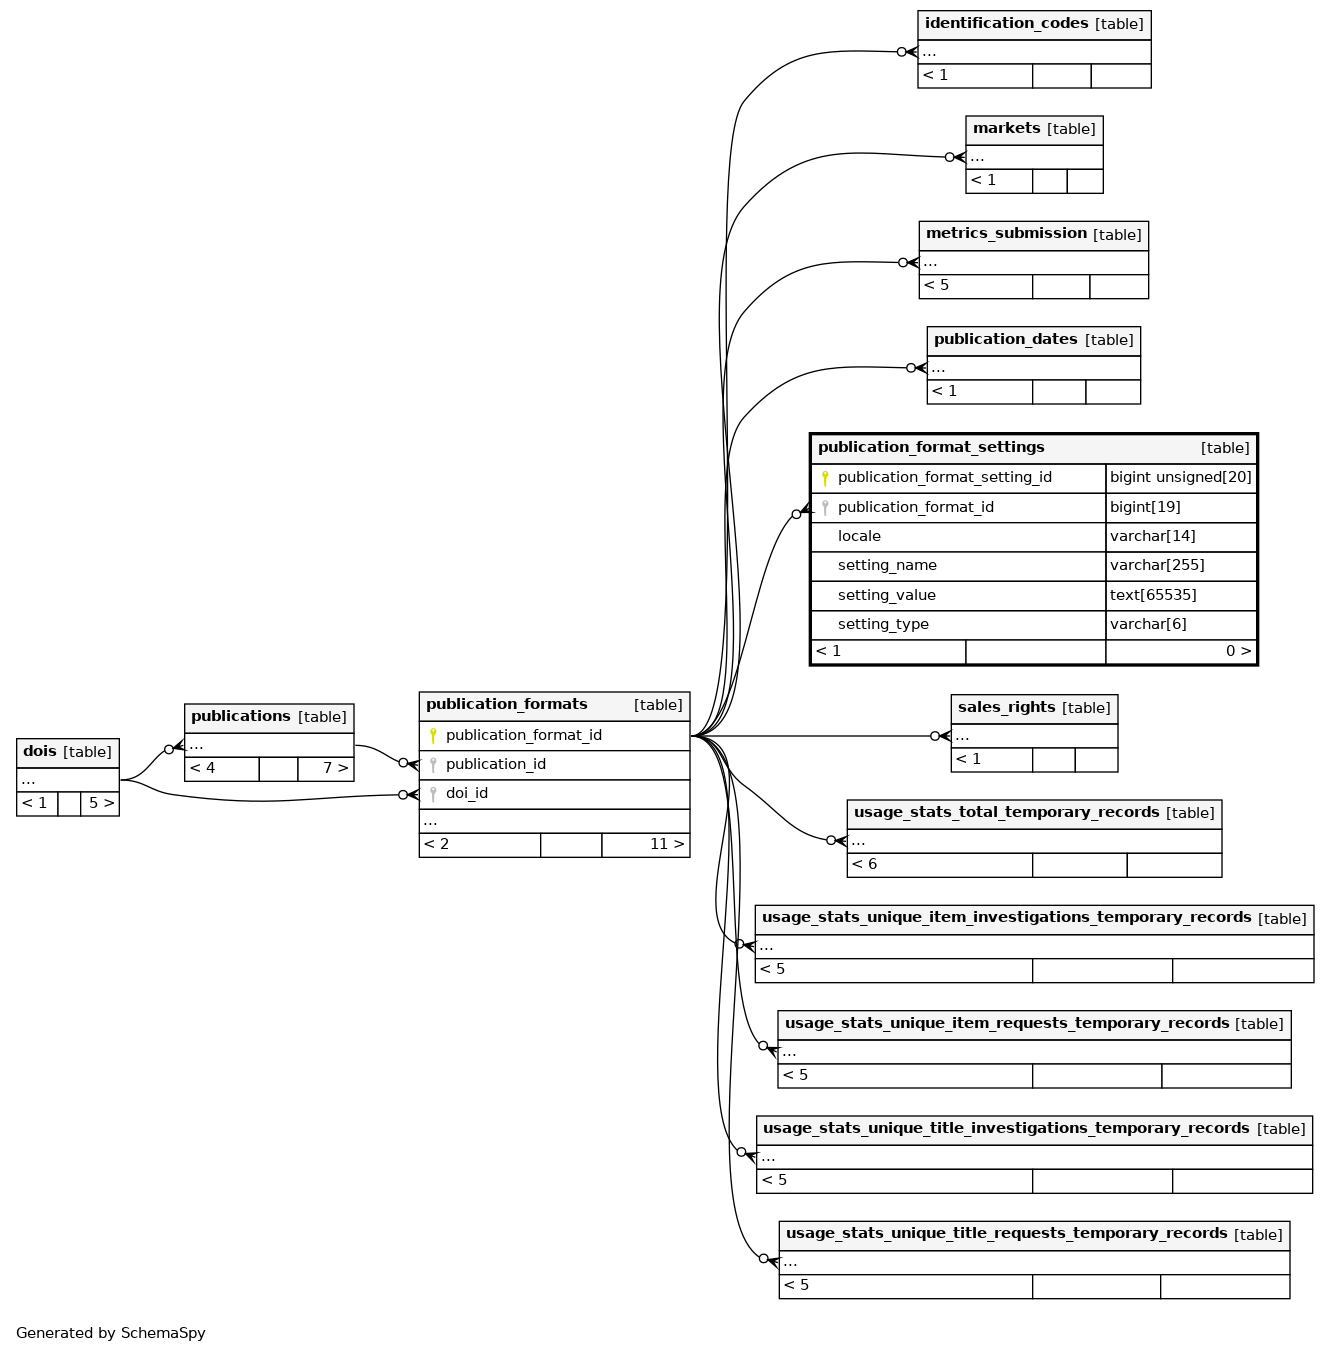 identification_codes [table]
...
< 1
markets [table]
...
< 1
metrics_submission [table]
...
< 5
publication_dates [table]
...
< 1
publication_format_settings [table]
publication_format_setting_id bigint unsigned[20]
publication_format_id bigint[19]
locale varchar[14]
setting_name varchar[255]
setting_value text[65535]
setting_type varchar[6]
< 1 0 >
dois [table]
...
< 1 5 >
publications [table]
...
< 4 7 >
publication_formats [table]
publication_format_id
publication_id
doi_id
...
< 2 11 >
sales_rights [table]
...
< 1
usage_stats_total_temporary_records [table]
...
< 6
usage_stats_unique_item_investigations_temporary_records [table]
...
< 5
usage_stats_unique_item_requests_temporary_records [table]
...
< 5
usage_stats_unique_title_investigations_temporary_records [table]
...
< 5
usage_stats_unique_title_requests_temporary_records [table]
...
< 5
Generated by SchemaSpy